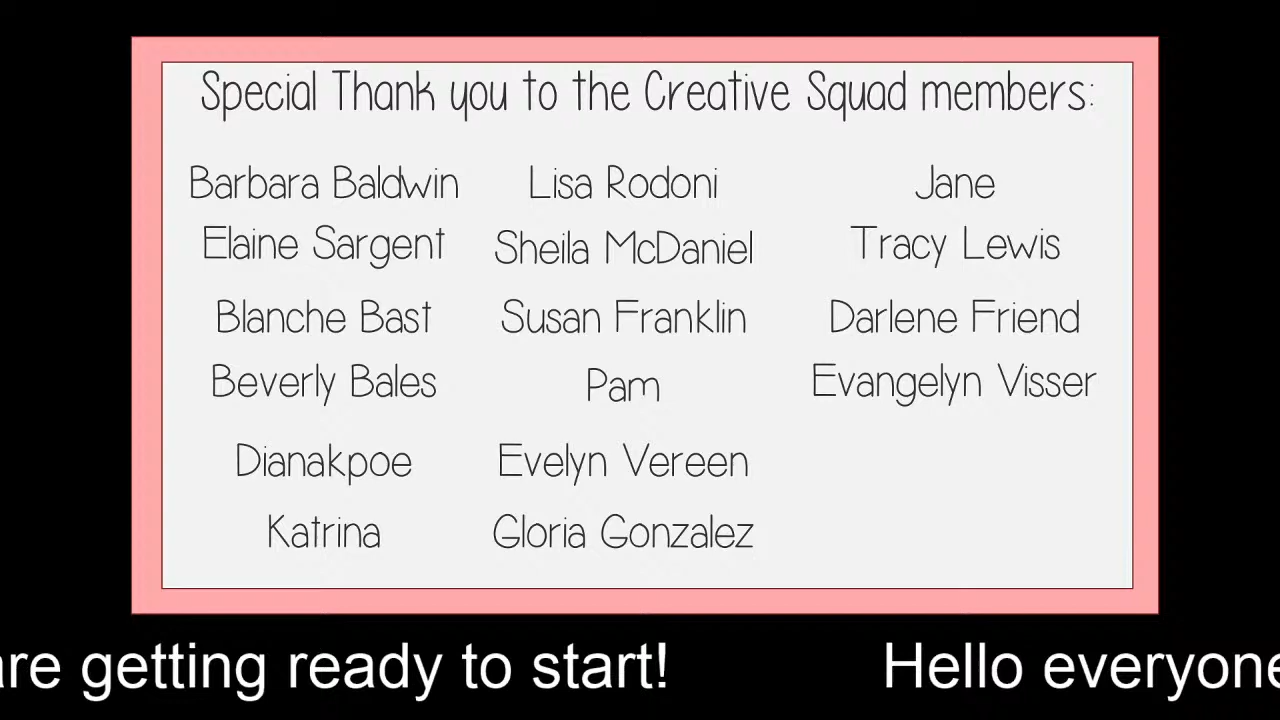 Special Thank you to the Creative Squad members:
Barbara Baldwin
Elaine Sargent
Blanche Bast
Beverly Bales
Dianakpoe
Katrina
Lisa Rodoni
Sheila McDaniel
Susan Franklin
Pam
Evelyn Vereen
Gloria Gonzalez
Jane
Tracy Lewis
Darlene Friend
Evangelyn Visser
are getting ready to start! Hello everyone